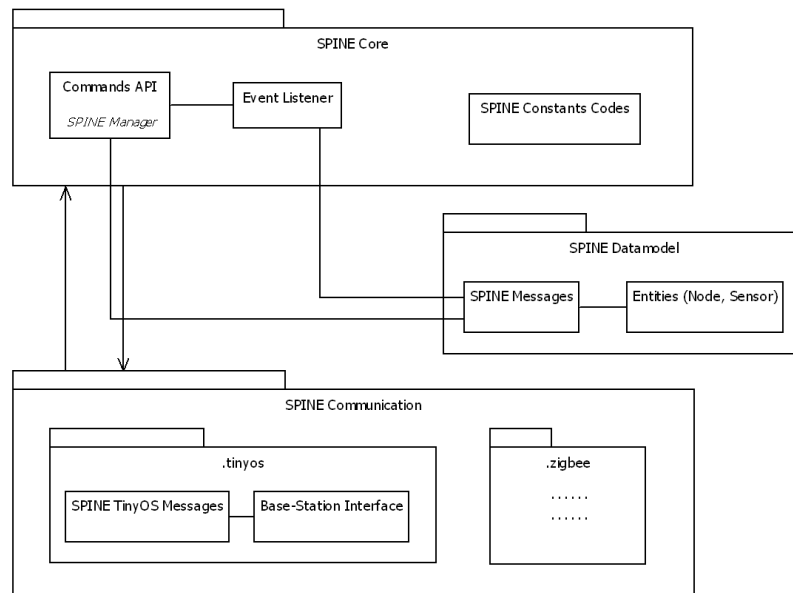 SPINE Core
Commands API
SPINE Manager
Event Listener
SPINE Constants Codes
SPINE Datamodel
SPINE Messages
Entities (Node, Sensor)
SPINE Communication
.tinyos
SPINE TinyOS Messages
Base-Station Interface
.zigbee
......
......